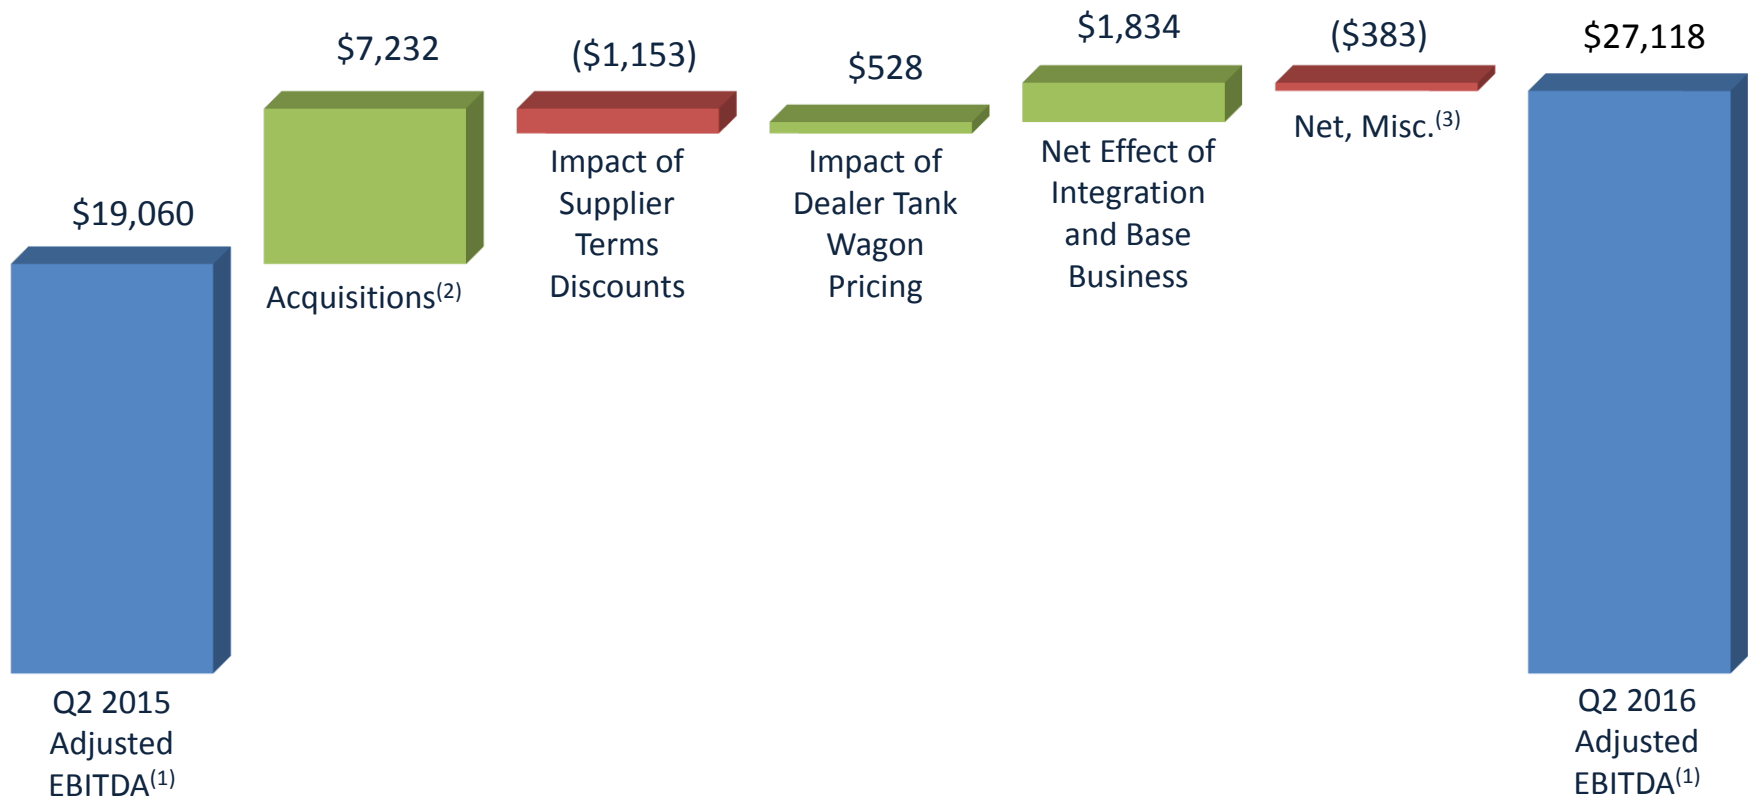 $19,060
Q2 2015
Adjusted
EBITDA(1)
$7,232
Acquisitions(2)
($1,153)
Impact of
Supplier
Terms
Discounts
$528
Impact of
Dealer Tank
Wagon
Pricing
$1,834
Net Effect of
Integration
and Base
Business
($383)
Net, Misc.(3)
$27,118
Q2 2016
Adjusted
EBITDA(1)